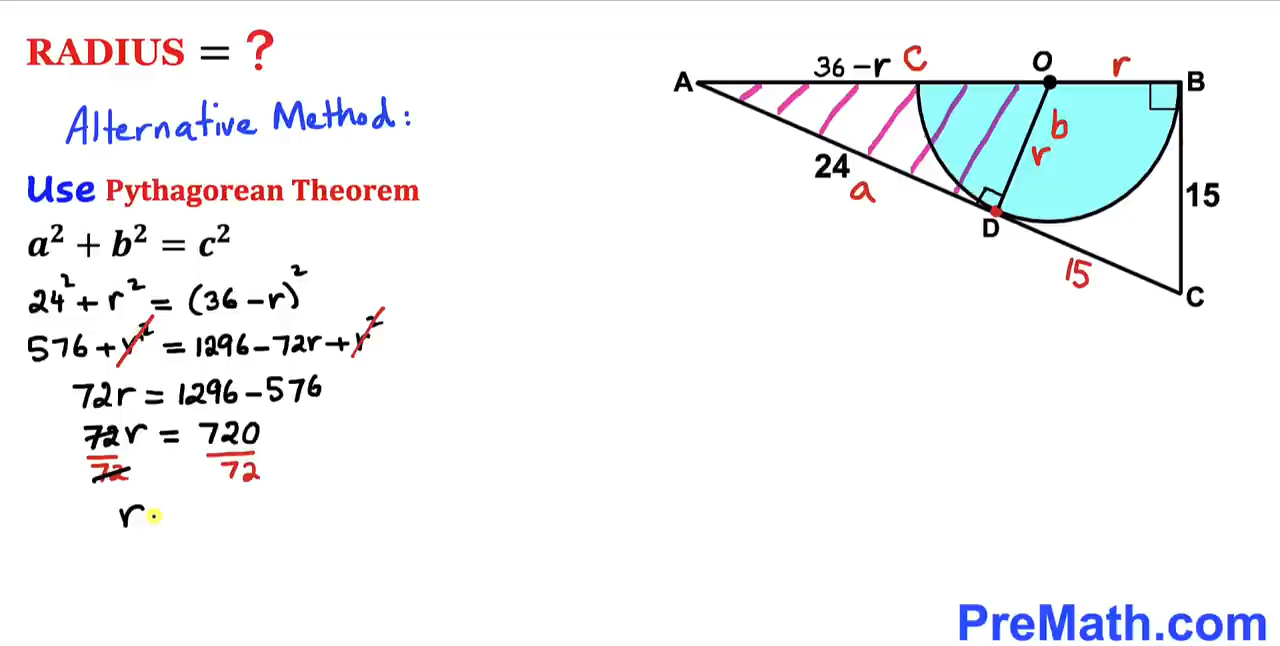 RADIUS = ?
Alternative Method:
Use Pythagorean Theorem
a² + b² = c²
24² + r² = (36 - r)²
576 + r² = 1296 - 72r + r²
72r = 1296 - 576
72r = 720
72 72
r
A 36 - r C O r B
b
r
24
a
D
15
15
C
PreMath.com